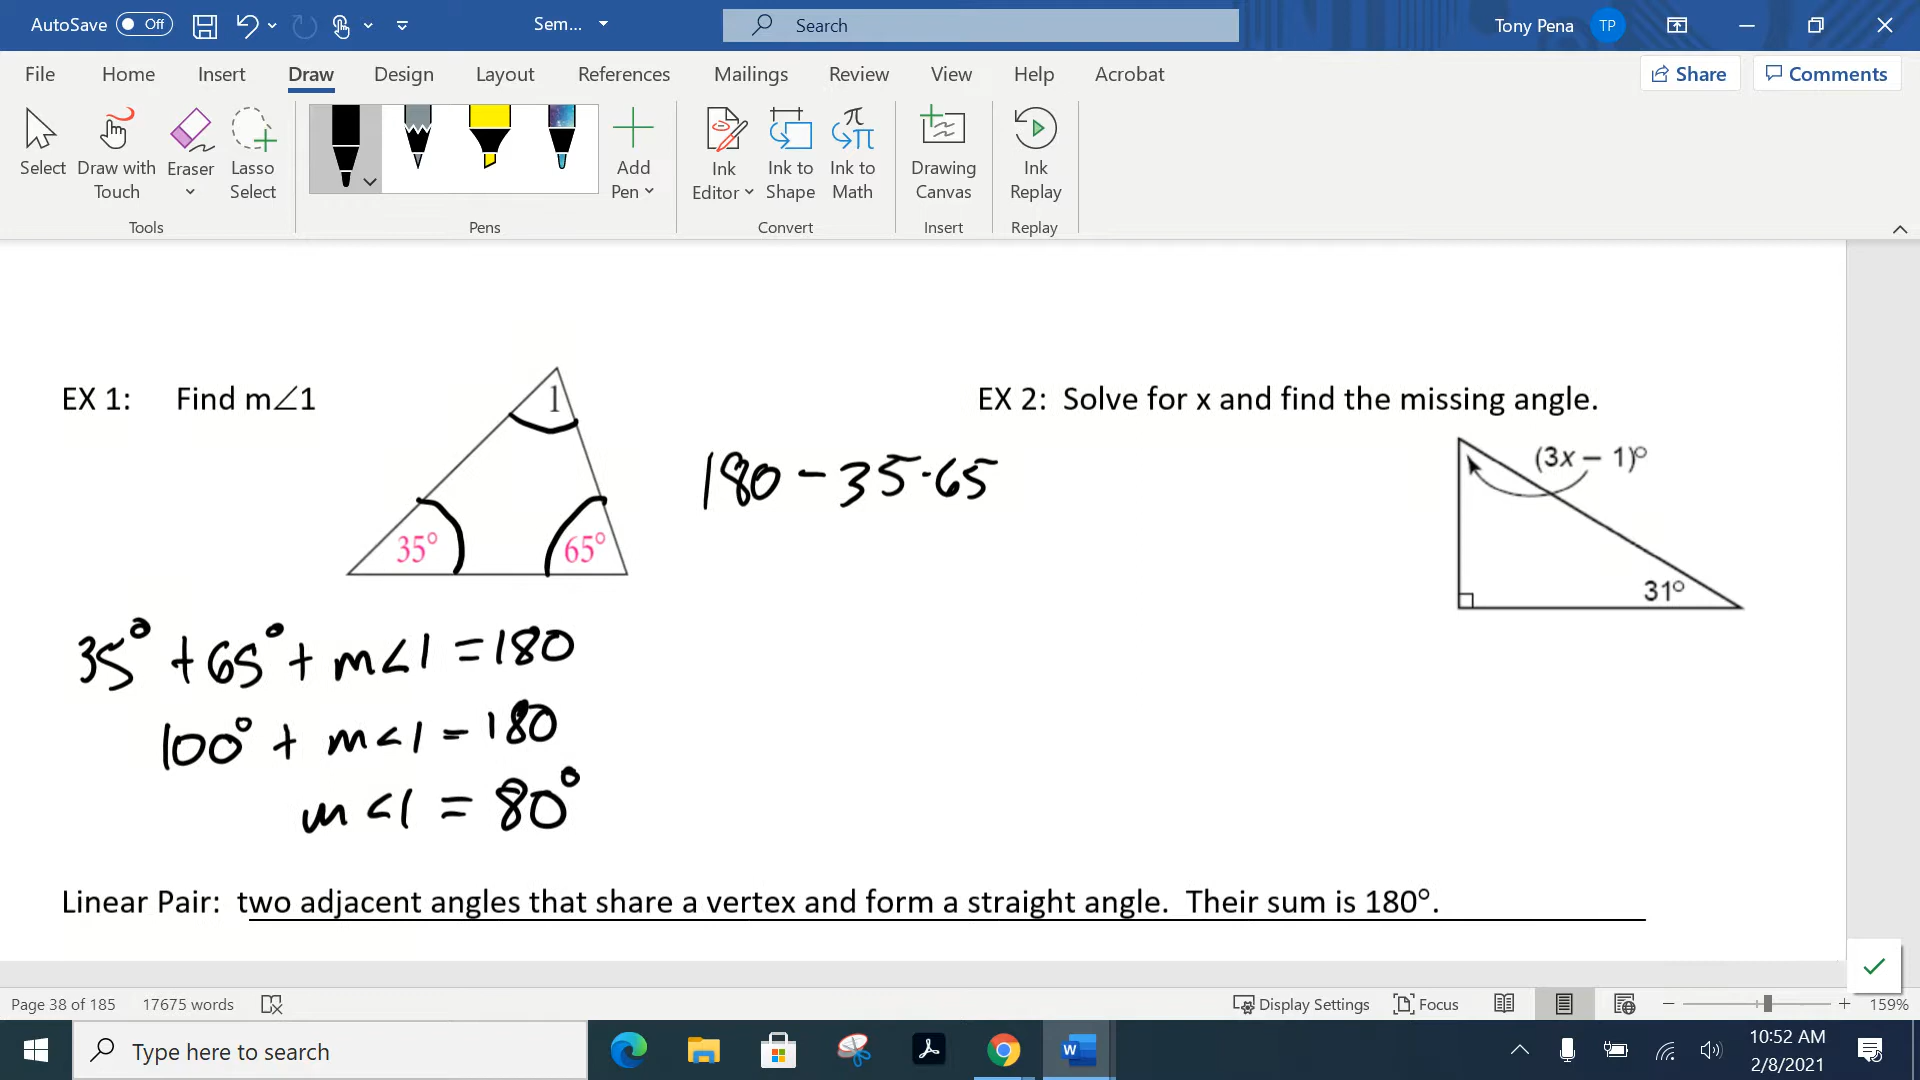 AutoSave Off Sem... Search Tony Pena TP
File Home Insert Draw Design Layout References Mailings Review View Help Acrobat Share Comments
Select Draw with Touch Eraser Lasso Select Add Pen Ink Editor Ink to Shape Ink to Math Drawing Canvas Ink Replay
Tools Pens Convert Insert Replay
EX 1: Find m∠1
1
35°
65°
180 - 35 - 65
EX 2: Solve for x and find the missing angle.
(3x – 1)°
31°
35° + 65° + m∠1 = 180
100° + m∠1 = 180
m∠1 = 80°
Linear Pair: two adjacent angles that share a vertex and form a straight angle. Their sum is 180°.
Page 38 of 185 17675 words Display Settings Focus 159%
Type here to search W 10:52 AM
2/8/2021